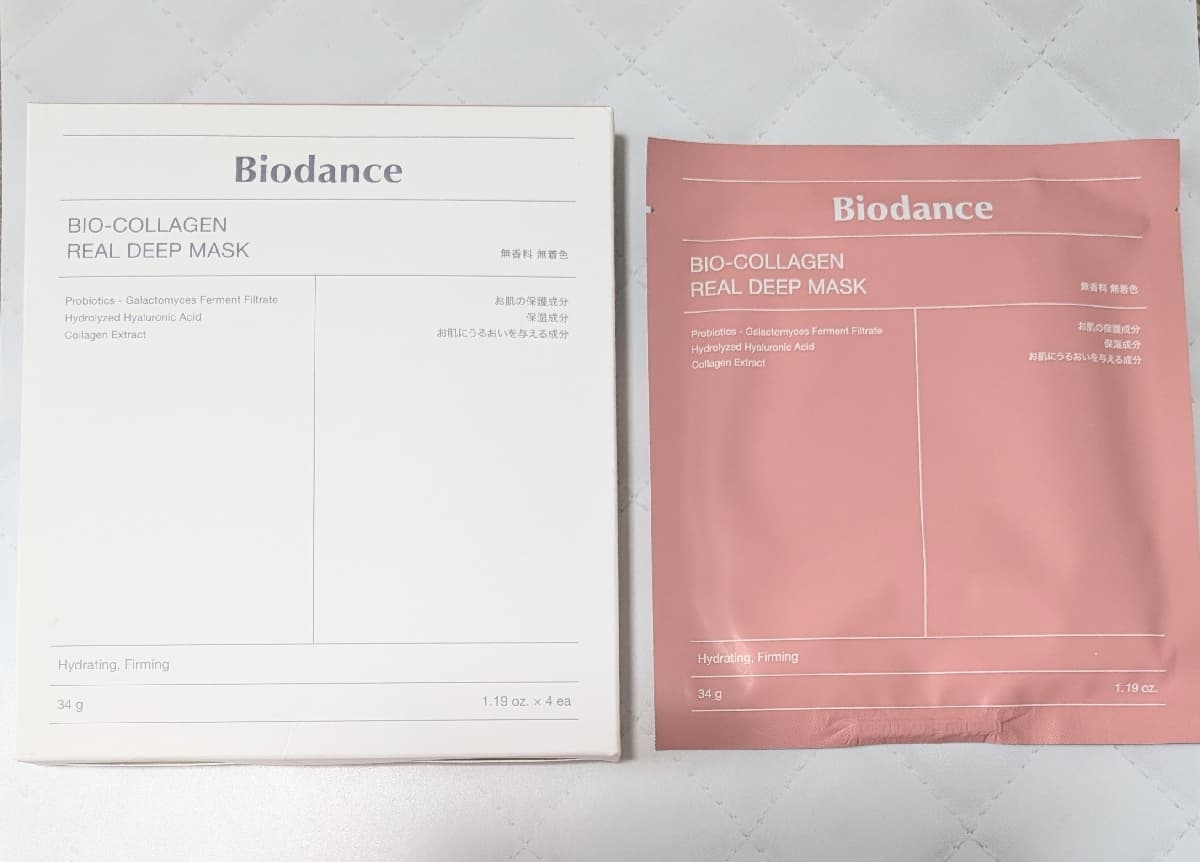 Biodance
BIO-COLLAGEN
REAL DEEP MASK
無香料 無着色
Probiotics - Galactomyces Ferment Filtrate
Hydrolyzed Hyaluronic Acid
Collagen Extract
お肌の保護成分
保湿成分
お肌にうるおいを与える成分
Hydrating, Firming
34 g
1.19 oz. × 4 ea
Biodance
BIO-COLLAGEN
REAL DEEP MASK
無香料 無着色
Probiotics - Galactomyces Ferment Filtrate
Hydrolyzed Hyaluronic Acid
Collagen Extract
お肌の保護成分
保湿成分
お肌にうるおいを与える成分
Hydrating, Firming
34 g
1.19 oz.